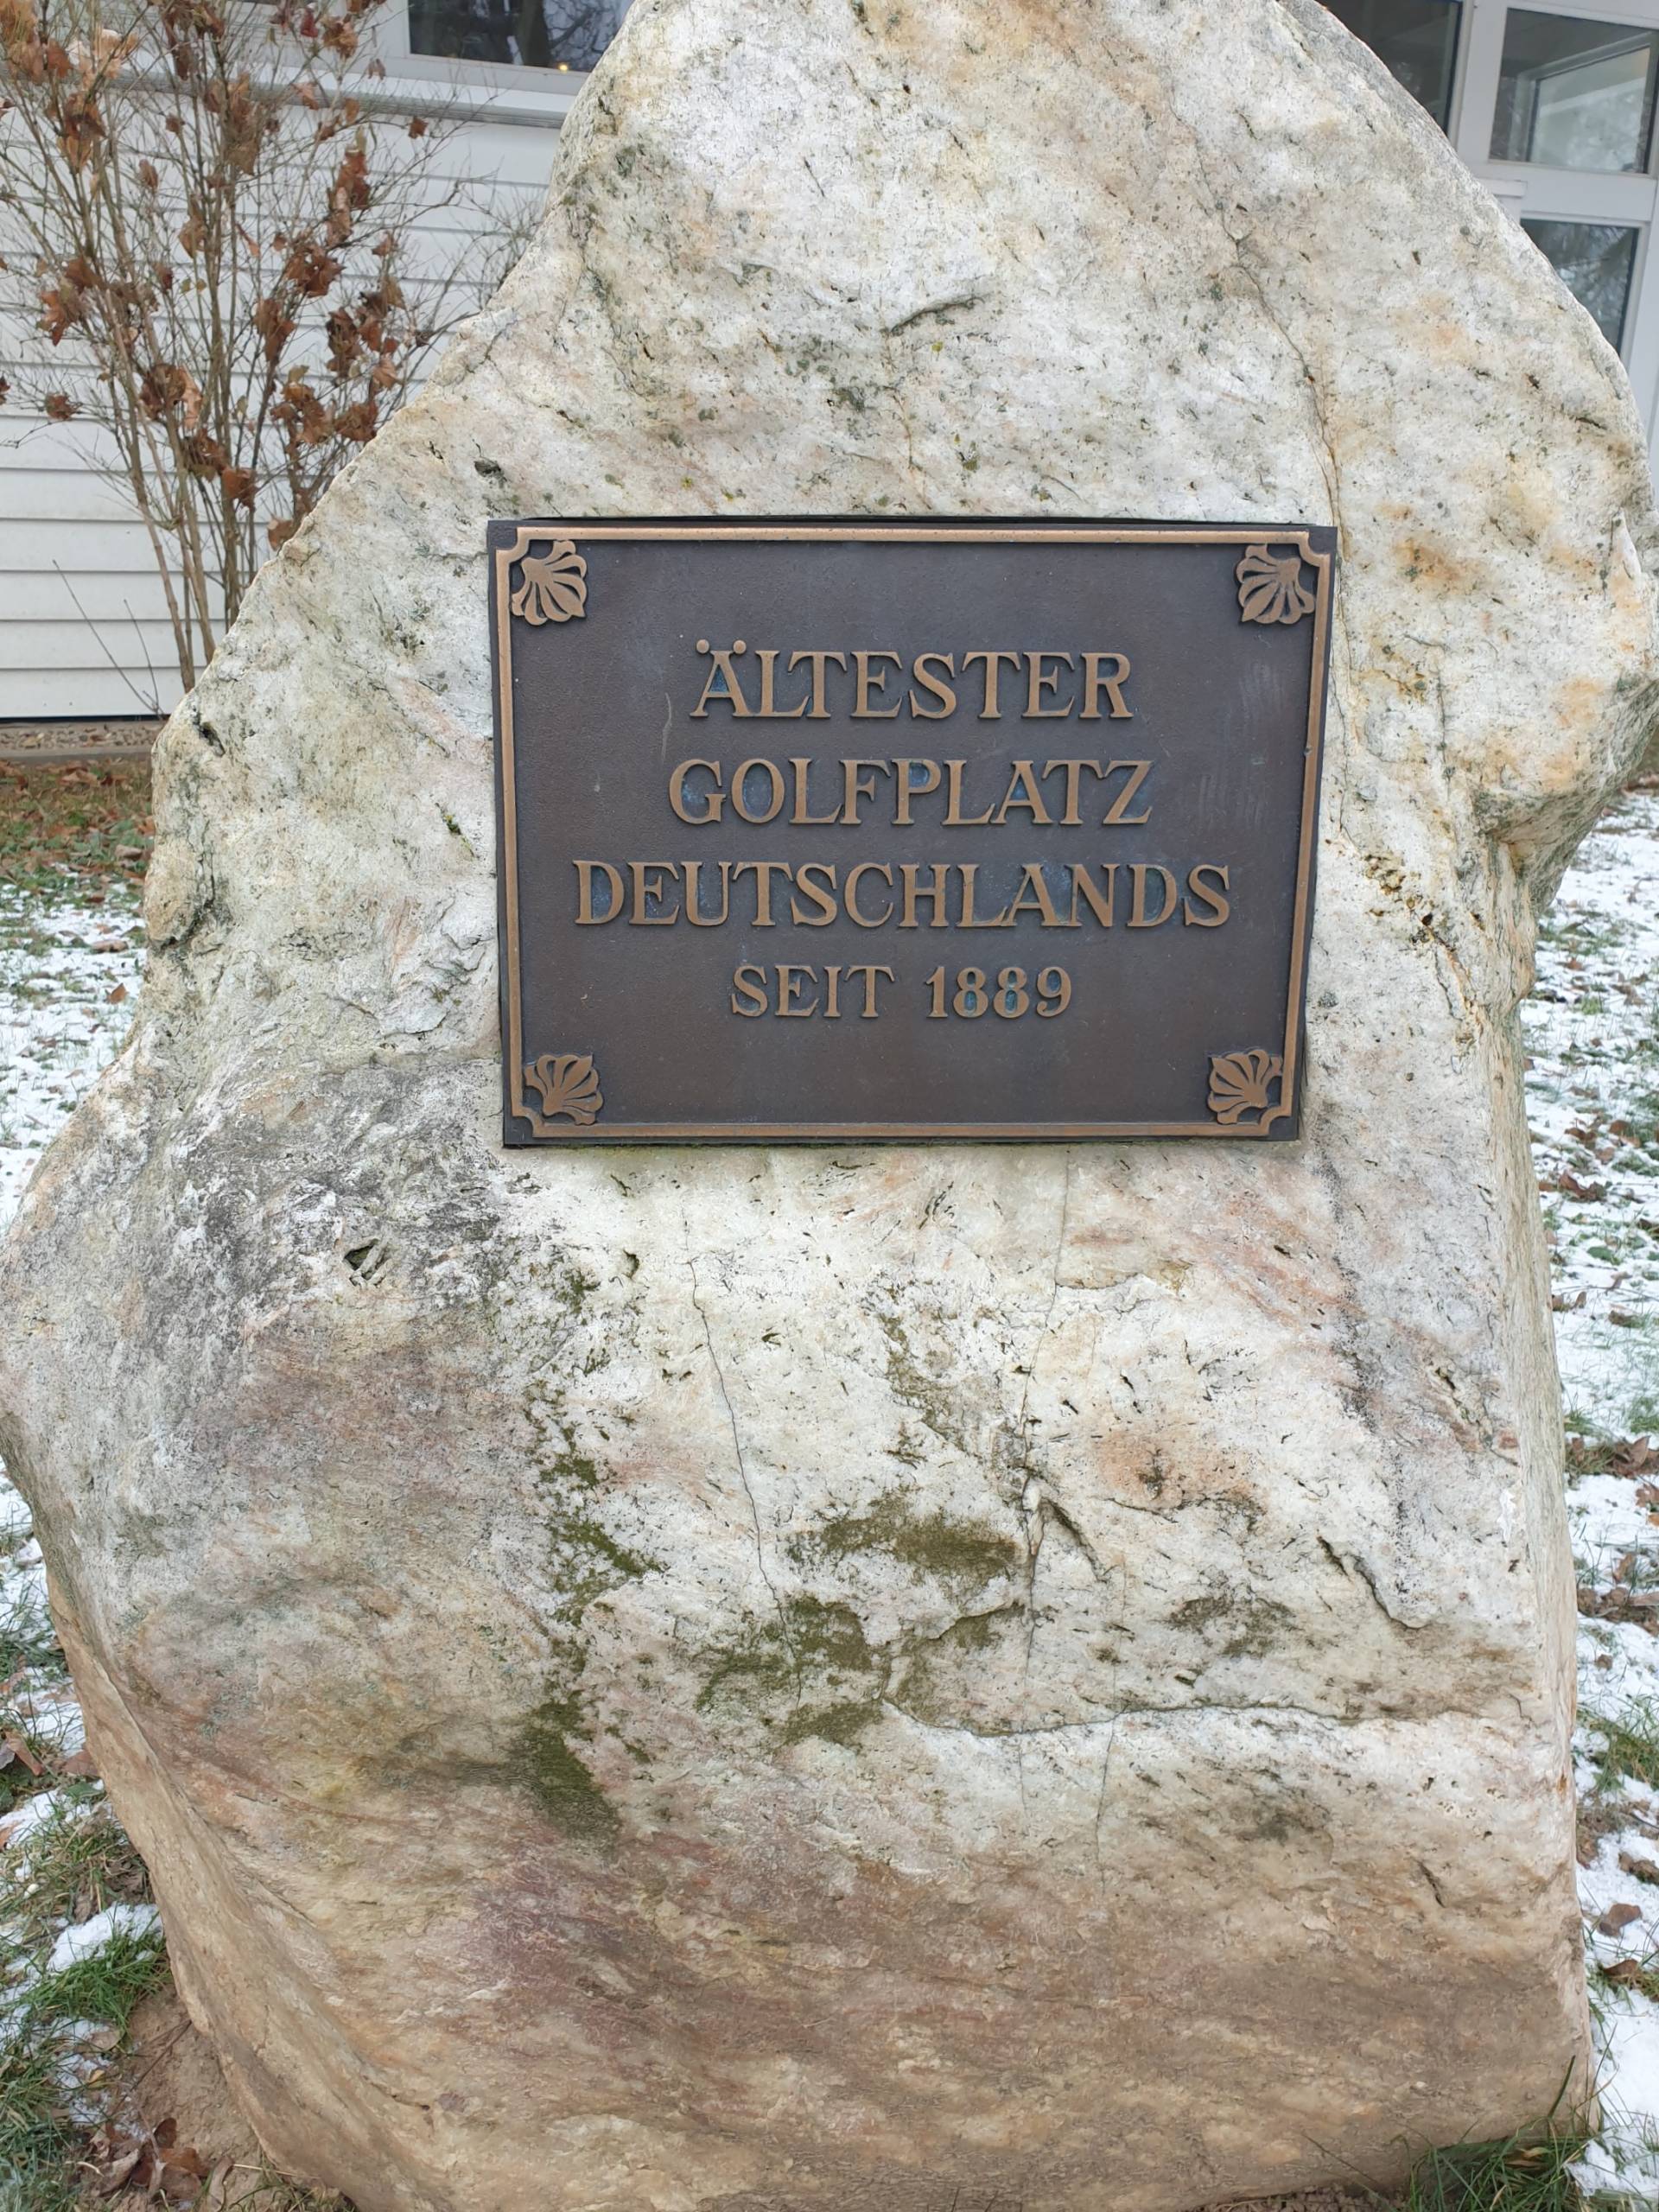 ÄLTESTER
GOLFPLATZ
DEUTSCHLANDS
SEIT 1889